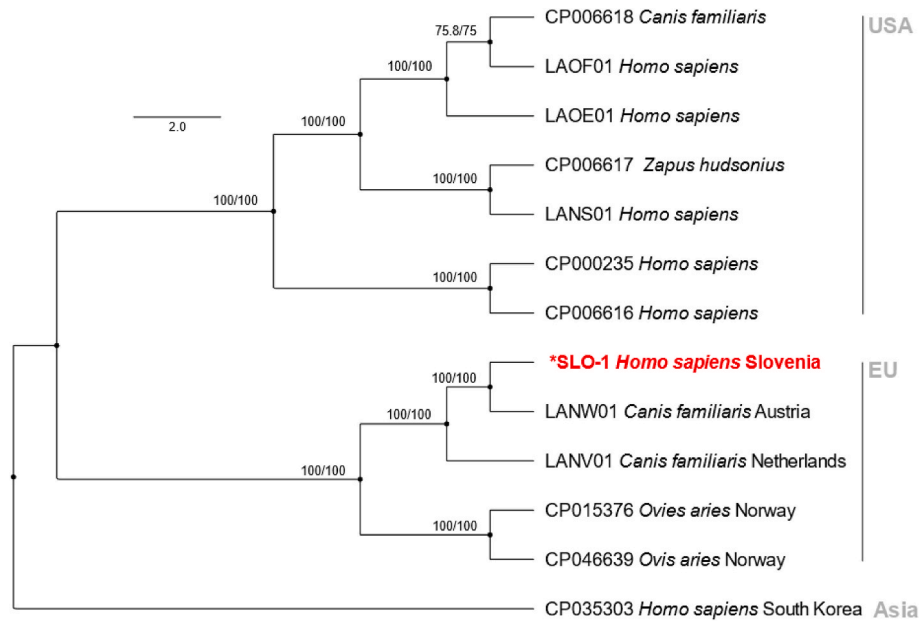 CP006618 Canis familiaris
USA
75.8/75
LAOF01 Homo sapiens
100/100
LAOE01 Homo sapiens
2.0
100/100
CP006617 Zapus hudsonius
100/100
LANS01 Homo sapiens
100/100
CP000235 Homo sapiens
100/100
CP006616 Homo sapiens
*SLO-1 Homo sapiens Slovenia
EU
100/100
LANW01 Canis familiaris Austria
100/100
LANV01 Canis familiaris Netherlands
100/100
CP015376 Ovies aries Norway
100/100
CP046639 Ovis aries Norway
CP035303 Homo sapiens South Korea
Asia